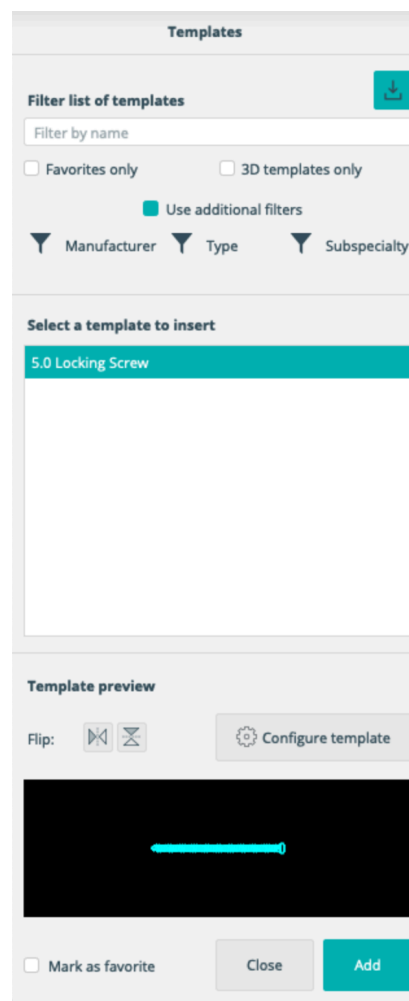 Templates
Filter list of templates
Filter by name
Favorites only 3D templates only
Use additional filters
Manufacturer Type Subspecialty
Select a template to insert
5.0 Locking Screw
Template preview
Flip: Configure template
Mark as favorite Close Add